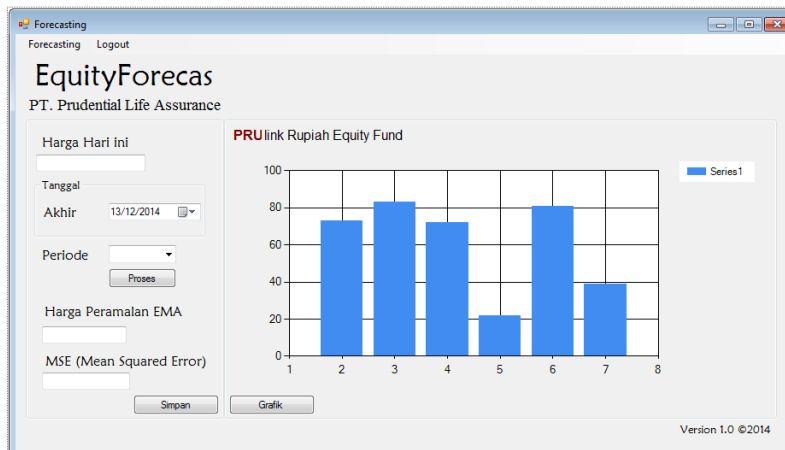 Forecasting
Forecasting Logout
EquityForecas
PT. Prudential Life Assurance
Harga Hari ini
Tanggal
Akhir 13/12/2014
Periode
Proses
Harga Peramalan EMA
MSE (Mean Squared Error)
Simpan
PRUlink Rupiah Equity Fund
100
80
60
40
20
0
1 2 3 4 5 6 7 8
Series1
Grafik
Version 1.0 ©2014